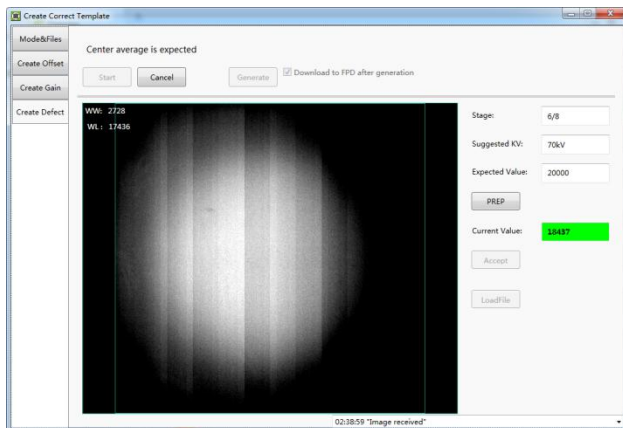 Create Correct Template
Mode&Files
Create Offset
Create Gain
Create Defect
Center average is expected
Start
Cancel
Generate
Download to FPD after generation
WW: 2728
WL: 17436
Stage:
6/8
Suggested KV:
70kV
Expected Value:
20000
PREP
Current Value:
18437
Accept
LoadFile
02:38:59 "Image received"